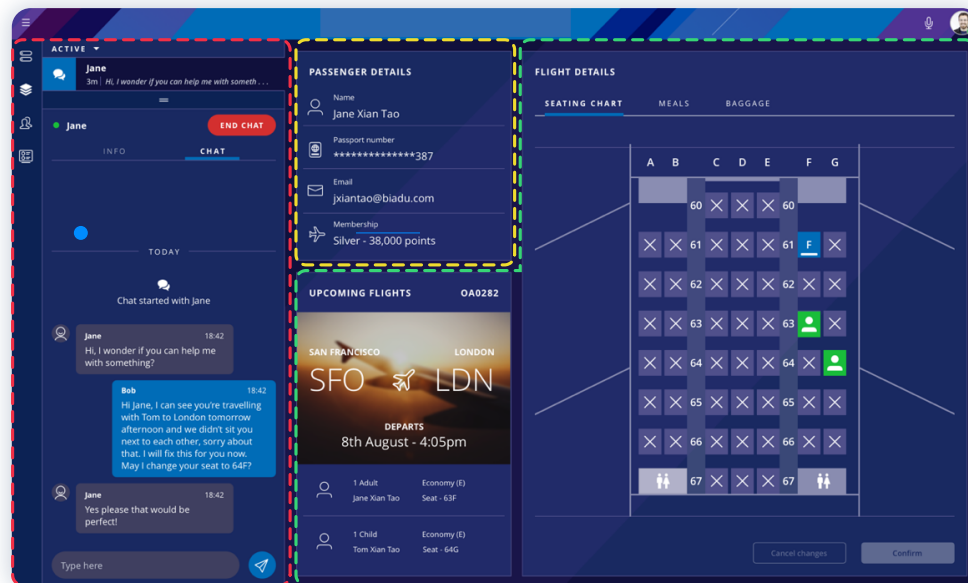 ACTIVE
Jane
3m | Hi, I wonder if you can help me with someth . . .
Jane
END CHAT
INFO
CHAT
TODAY
Chat started with Jane
Jane 18:42
Hi, I wonder if you can help me
with something?
Bob 18:42
Hi Jane, I can see you're travelling
with Tom to London tomorrow
afternoon and we didn't sit you
next to each other, sorry about
that. I will fix this for you now.
May I change your seat to 64F?
Jane 18:42
Yes please that would be
perfect!
Type here
PASSENGER DETAILS
Name
Jane Xian Tao
Passport number
**************387
Email
jxiantao@biadu.com
Membership
Silver - 38,000 points
UPCOMING FLIGHTS OA0282
SAN FRANCISCO LONDON
SFO LDN
DEPARTS
8th August - 4:05pm
1 Adult Economy (E)
Jane Xian Tao Seat - 63F
1 Child Economy (E)
Tom Xian Tao Seat - 64G
FLIGHT DETAILS
SEATING CHART MEALS BAGGAGE
A B C D E F G
60 60
61 61 F
62 62
63 63
64 64
65 65
66 66
67 67
Cancel changes Confirm